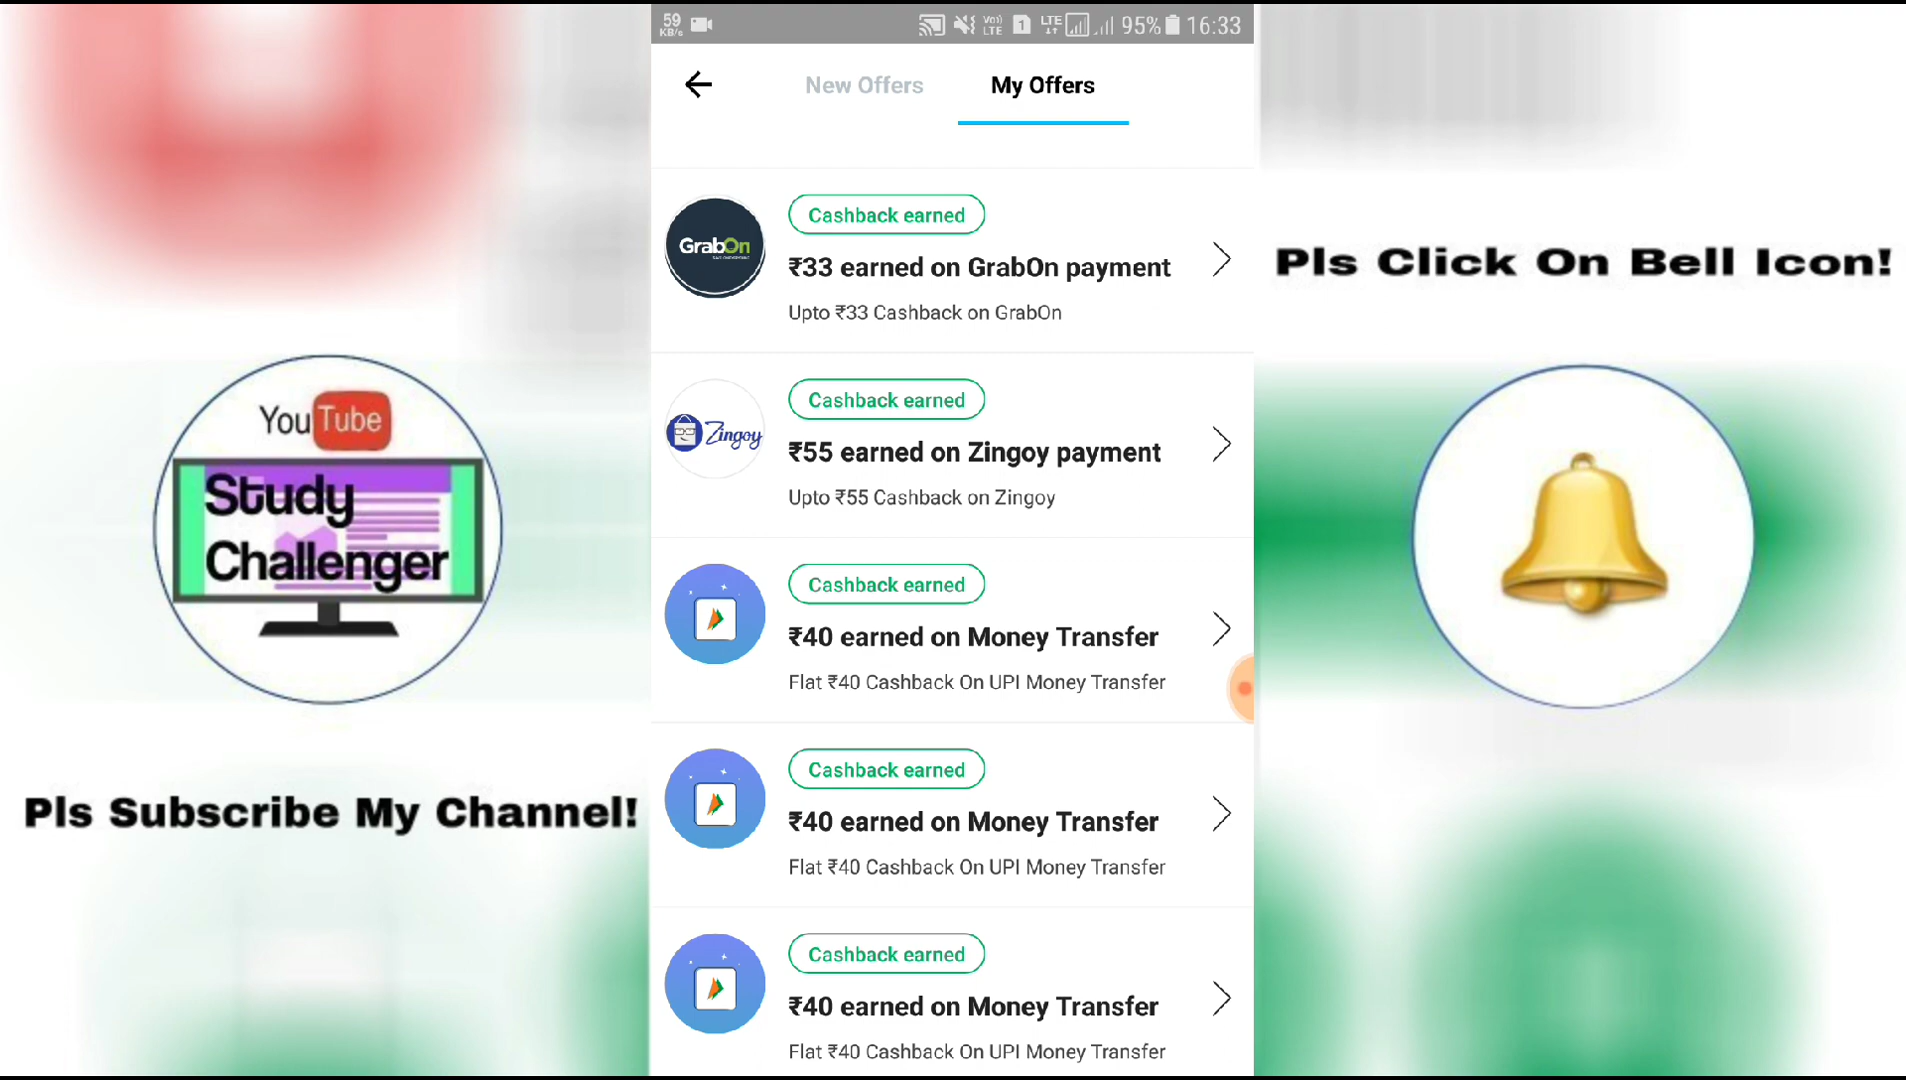 59
KB/s
Vo))
LTE
1
LTE
95%
16:33
New Offers
My Offers
GrabOn
Cashback earned
₹33 earned on GrabOn payment
Upto ₹33 Cashback on GrabOn
Zingoy
Cashback earned
₹55 earned on Zingoy payment
Upto ₹55 Cashback on Zingoy
Cashback earned
₹40 earned on Money Transfer
Flat ₹40 Cashback On UPI Money Transfer
Cashback earned
₹40 earned on Money Transfer
Flat ₹40 Cashback On UPI Money Transfer
Cashback earned
₹40 earned on Money Transfer
Flat ₹40 Cashback On UPI Money Transfer
YouTube
Study
Challenger
Pls Subscribe My Channel!
Pls Click On Bell Icon!